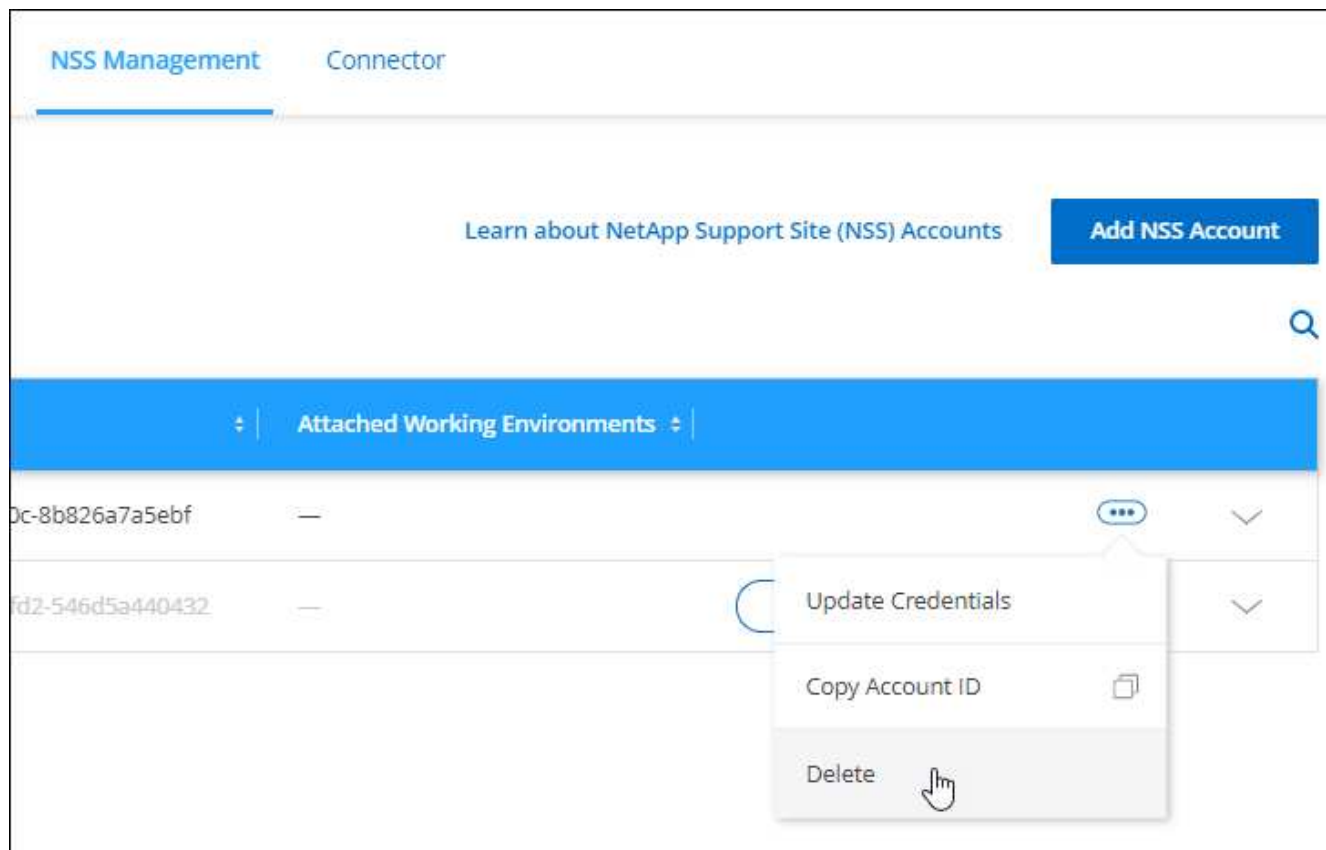 NSS Management Connector
Learn about NetApp Support Site (NSS) Accounts Add NSS Account
Attached Working Environments
0c-8b826a7a5ebf —
fd2-546d5a440432 —
Update Credentials
Copy Account ID
Delete